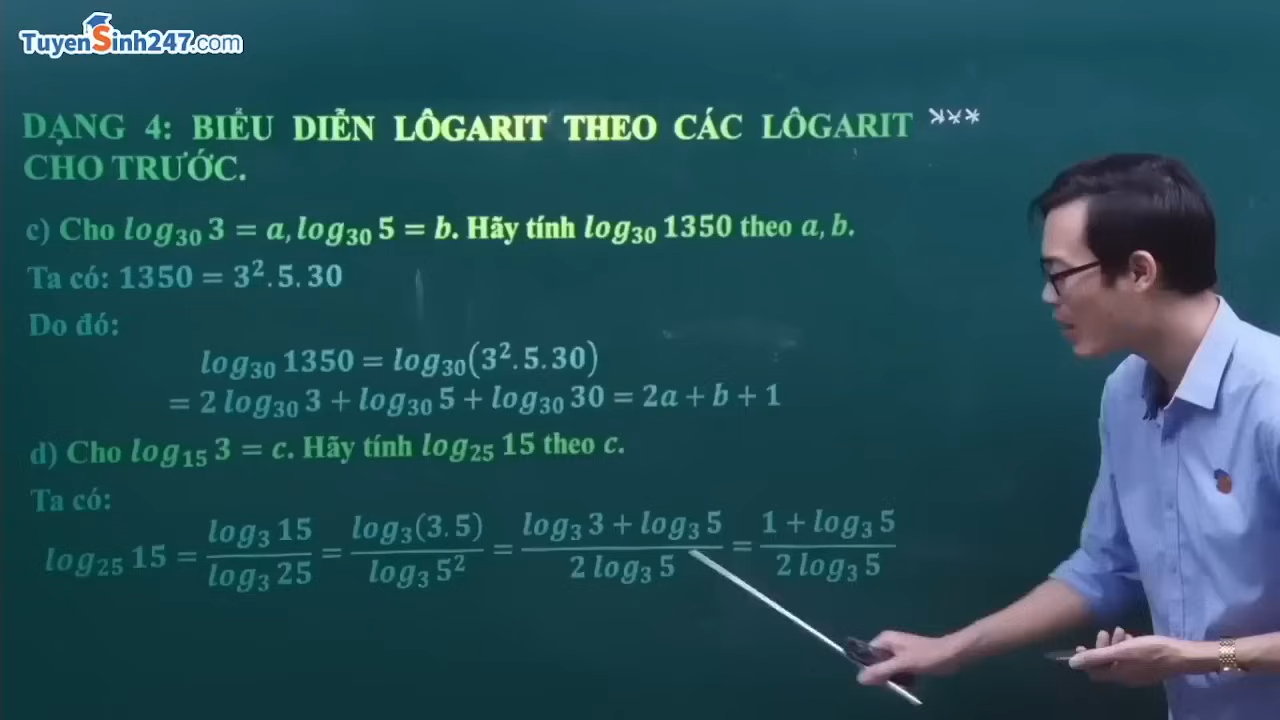 TuyenSinh247.com
DẠNG 4: BIỂU DIỄN LÔGARIT THEO CÁC LÔGARIT ***
CHO TRƯỚC.
c) Cho log₃₀ 3 = a, log₃₀ 5 = b. Hãy tính log₃₀ 1350 theo a, b.
Ta có: 1350 = 3².5.30
Do đó:
log₃₀ 1350 = log₃₀(3².5.30)
= 2 log₃₀ 3 + log₃₀ 5 + log₃₀ 30 = 2a + b + 1
d) Cho log₁₅ 3 = c. Hãy tính log₂₅ 15 theo c.
Ta có:
log₂₅ 15 = log₃ 15 / log₃ 25 = log₃(3.5) / log₃ 5² = (log₃ 3 + log₃ 5) / (2 log₃ 5) = (1 + log₃ 5) / (2 log₃ 5)